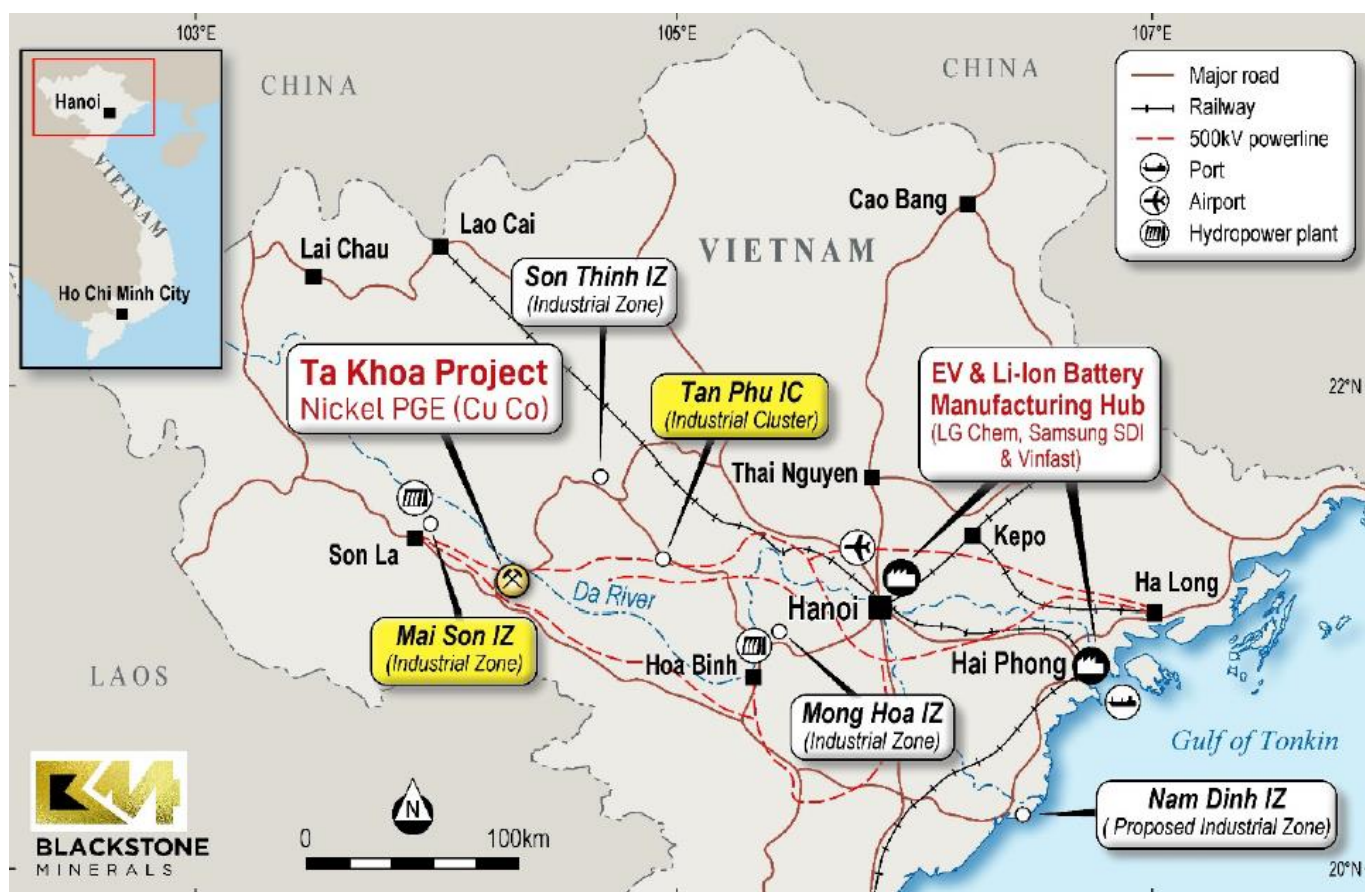 103°E
105°E
107°E
CHINA
CHINA
Hanoi
VIETNAM
Ho Chi Minh City
Major road
Railway
500kV powerline
Port
Airport
Hydropower plant
Cao Bang
Lao Cai
Lai Chau
VIETNAM
Son Thinh IZ
(Industrial Zone)
Ta Khoa Project
Nickel PGE (Cu Co)
Tan Phu IC
(Industrial Cluster)
EV & Li-Ion Battery
Manufacturing Hub
(LG Chem, Samsung SDI
& Vinfast)
22°N
Thai Nguyen
Son La
Kepo
Da River
Hanoi
Ha Long
Mai Son IZ
(Industrial Zone)
Hoa Binh
Hai Phong
LAOS
Mong Hoa IZ
(Industrial Zone)
Gulf of Tonkin
Nam Dinh IZ
( Proposed Industrial Zone)
N
0
100km
BLACKSTONE
MINERALS
20°N